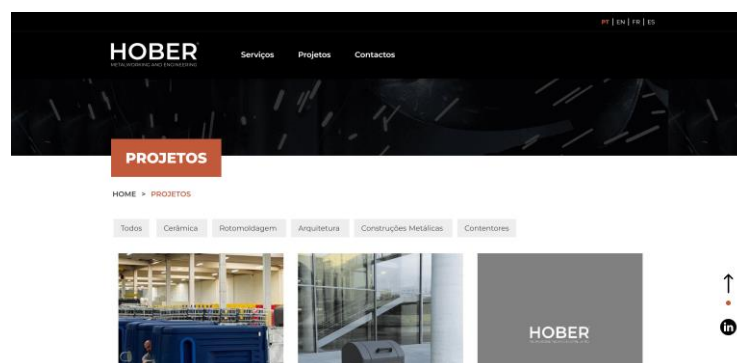 PT | EN | FR | ES
HOBER
METALWORKING AND ENGINEERING
Serviços Projetos Contactos
PROJETOS
HOME > PROJETOS
Todos Cerâmica Rotomoldagem Arquitetura Construções Metálicas Contentores
HOBER
in